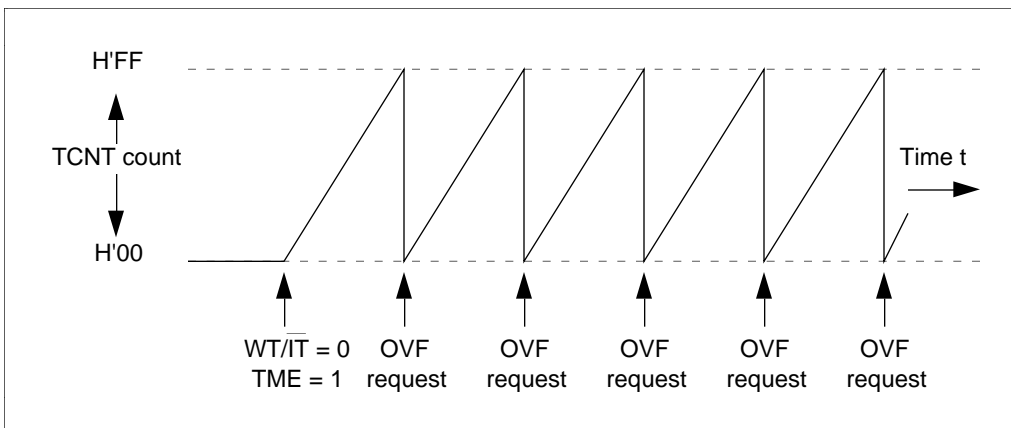 H'FF
TCNT count
Time t
H'00
WT/I̅T̅ = 0
TME = 1
OVF
request
OVF
request
OVF
request
OVF
request
OVF
request